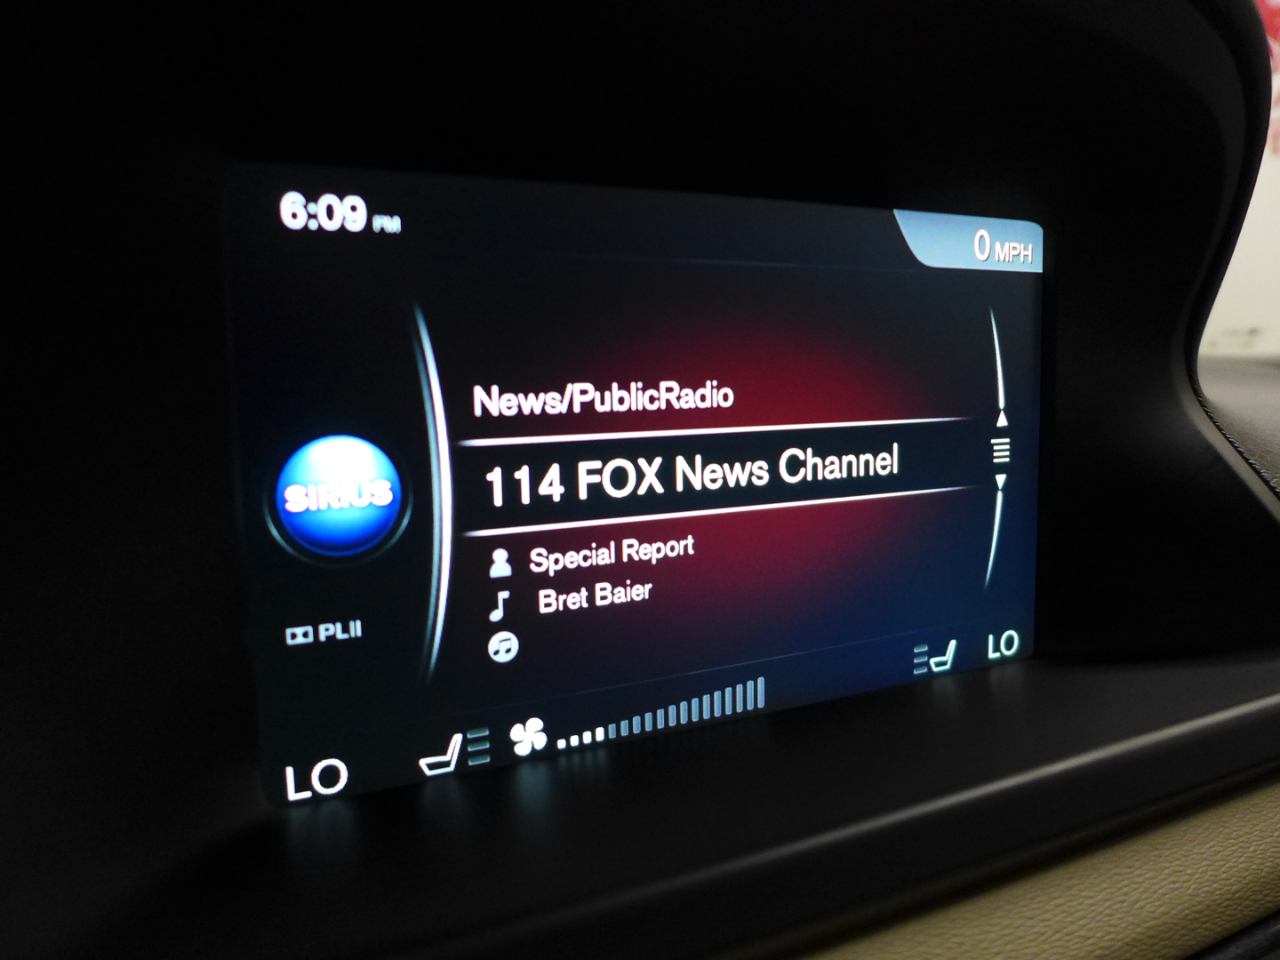 6:09 PM
0 MPH
News/PublicRadio
114 FOX News Channel
SIRIUS
Special Report
Bret Baier
PLII
LO
LO